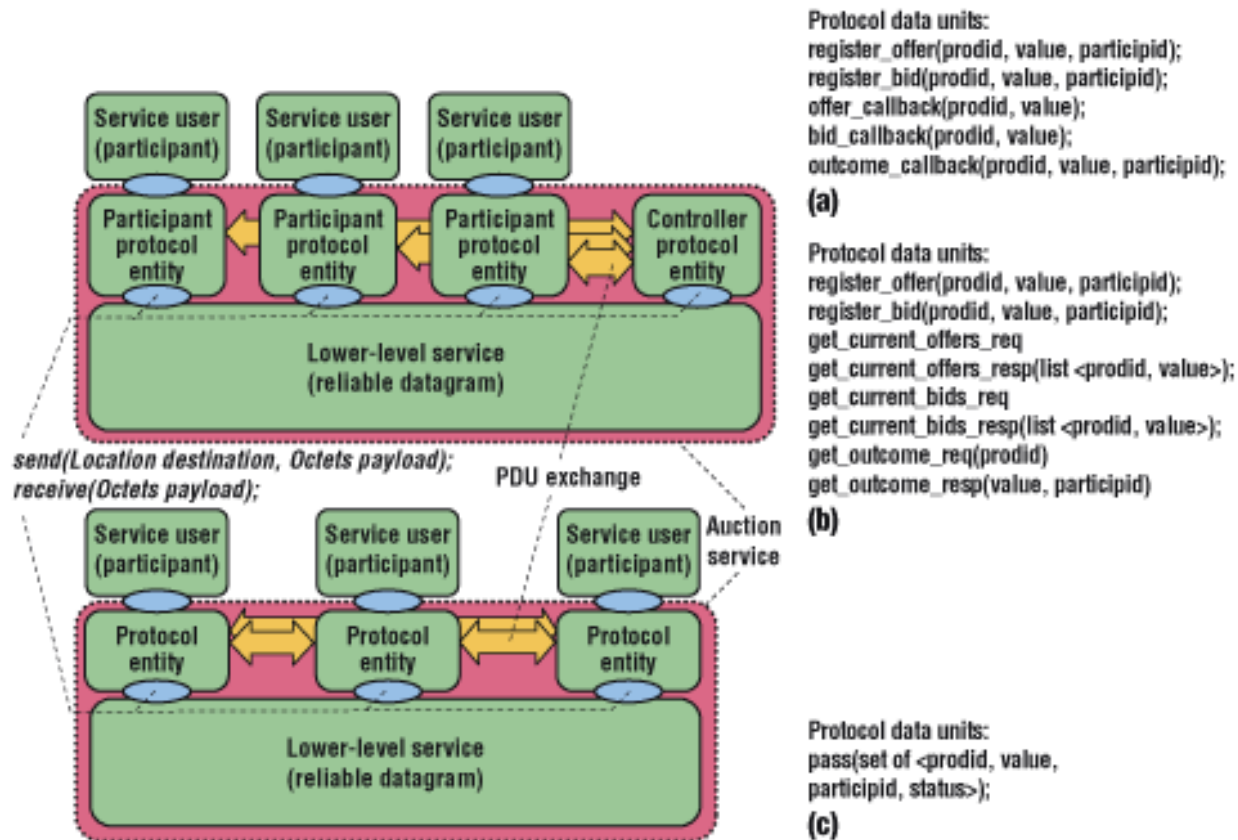 Protocol data units:
register_offer(prodid, value, participid);
register_bid(prodid, value, participid);
offer_callback(prodid, value);
bid_callback(prodid, value);
outcome_callback(prodid, value, participid);
(a)
Service user
(participant)
Service user
(participant)
Service user
(participant)
Participant
protocol
entity
Participant
protocol
entity
Participant
protocol
entity
Controller
protocol
entity
Lower-level service
(reliable datagram)
Protocol data units:
register_offer(prodid, value, participid);
register_bid(prodid, value, participid);
get_current_offers_req
get_current_offers_resp(list <prodid, value>);
get_current_bids_req
get_current_bids_resp(list <prodid, value>);
get_outcome_req(prodid)
get_outcome_resp(value, participid)
(b)
send(Location destination, Octets payload);
receive(Octets payload);
PDU exchange
Auction
service
Service user
(participant)
Service user
(participant)
Service user
(participant)
Protocol
entity
Protocol
entity
Protocol
entity
Lower-level service
(reliable datagram)
Protocol data units:
pass(set of <prodid, value,
participid, status>);
(c)